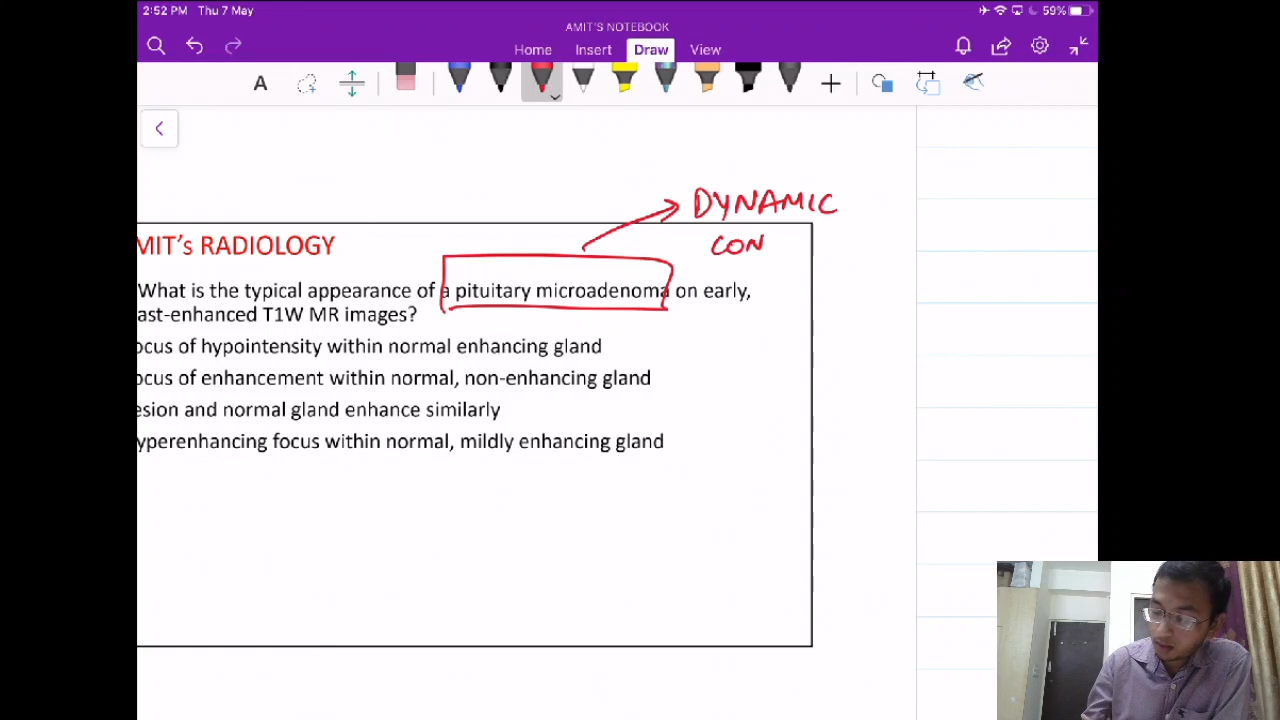 2:52 PM Thu 7 May
59%
AMIT'S NOTEBOOK
Home Insert Draw View
A
DYNAMIC
CON
MIT's RADIOLOGY
What is the typical appearance of a pituitary microadenoma on early,
ast-enhanced T1W MR images?
ocus of hypointensity within normal enhancing gland
ocus of enhancement within normal, non-enhancing gland
esion and normal gland enhance similarly
yperenhancing focus within normal, mildly enhancing gland